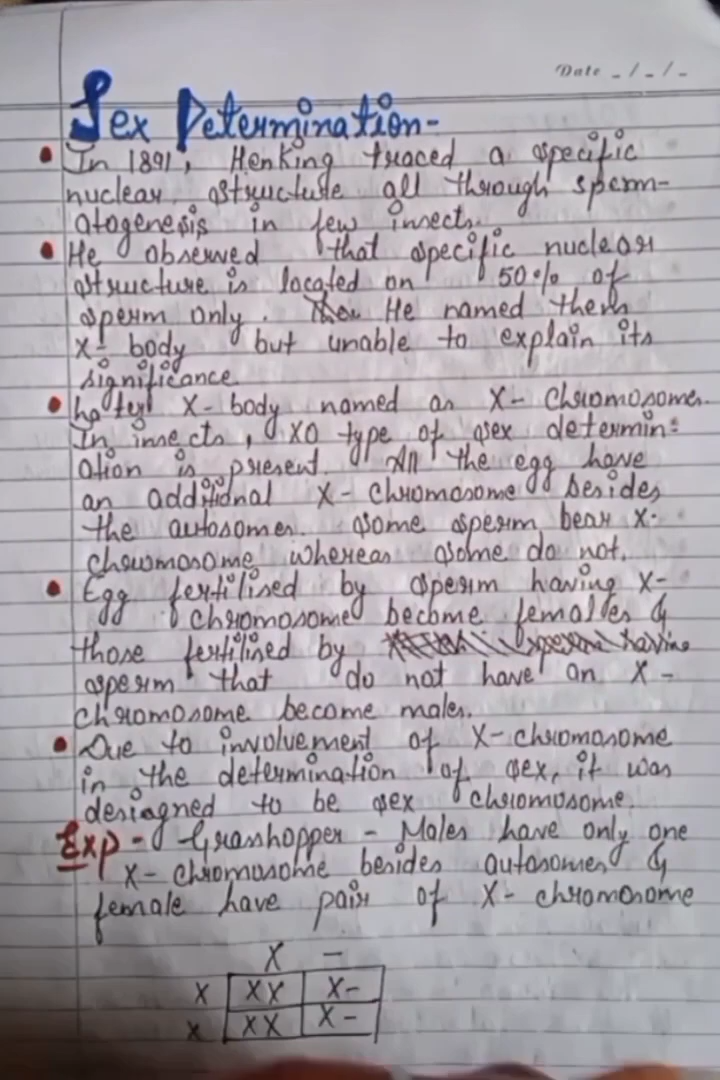 Date _ / _ / _
Sex Determination-
• In 1891, Henking traced a specific
nuclear structure all through sperm-
atogenesis in few insects.
• He observed that specific nuclear
structure is located on 50% of
sperm only. He named them
X- body but unable to explain its
significance.
• Later X-body named as X- Chromosome.
In insects, XO type of sex determin-
ation is present. All the egg have
an additional X- chromosome besides
the autosomes. some sperm bear X-
chromosome whereas some do not.
• Egg fertilised by sperm having X-
chromosome become females &
those fertilised by
sperm that do not have an X-
chromosome become males.
• Due to involvement of X-chromosome
in the determination of sex, it was
designed to be sex chromosome.
Exp- Grasshopper - Males have only one
X- chromosome besides autosomes &
female have pair of X- chromosome
X -
X XX X-
X XX X-